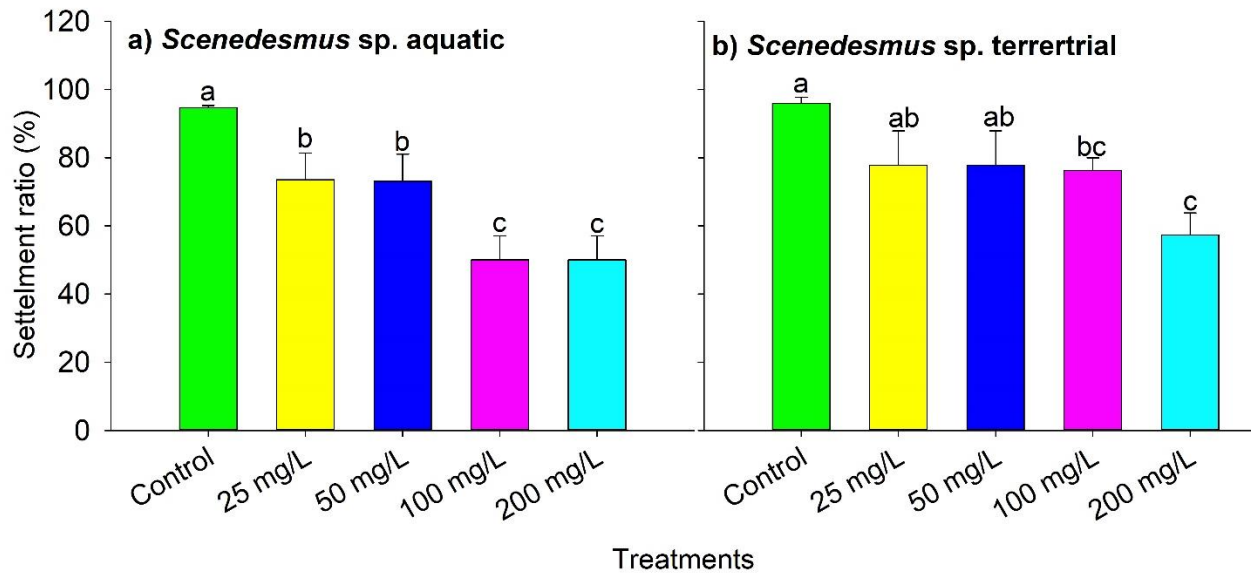 120
100
80
60
40
20
0
Settelment ratio (%)
a) Scenedesmus sp. aquatic
a
b
b
c
c
Control
25 mg/L
50 mg/L
100 mg/L
200 mg/L
b) Scenedesmus sp. terrertrial
a
ab
ab
bc
c
Control
25 mg/L
50 mg/L
100 mg/L
200 mg/L
Treatments